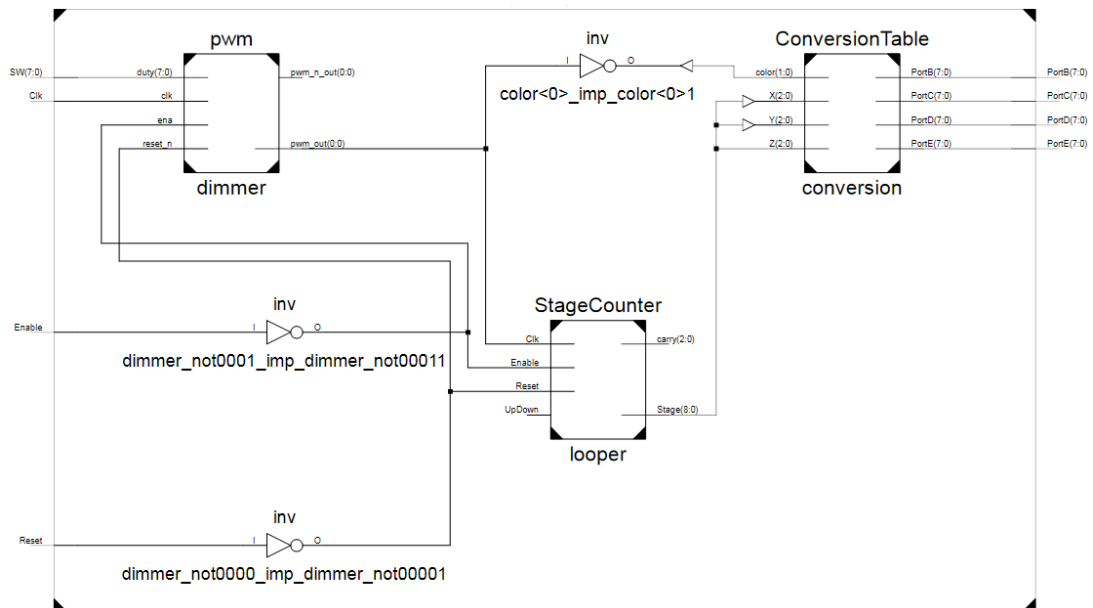 pwm
inv
ConversionTable
SW(7:0)
duty(7:0)
pwm_n_out(0:0)
I
O
color(1:0)
PortB(7:0)
PortB(7:0)
Clk
clk
color<0>_imp_color<0>1
X(2:0)
PortC(7:0)
PortC(7:0)
ena
Y(2:0)
PortD(7:0)
PortD(7:0)
reset_n
pwm_out(0:0)
Z(2:0)
PortE(7:0)
PortE(7:0)
dimmer
conversion
inv
StageCounter
Enable
I
O
Clk
carry(2:0)
dimmer_not0001_imp_dimmer_not00011
Enable
Reset
UpDown
Stage(8:0)
looper
inv
Reset
I
O
dimmer_not0000_imp_dimmer_not00001